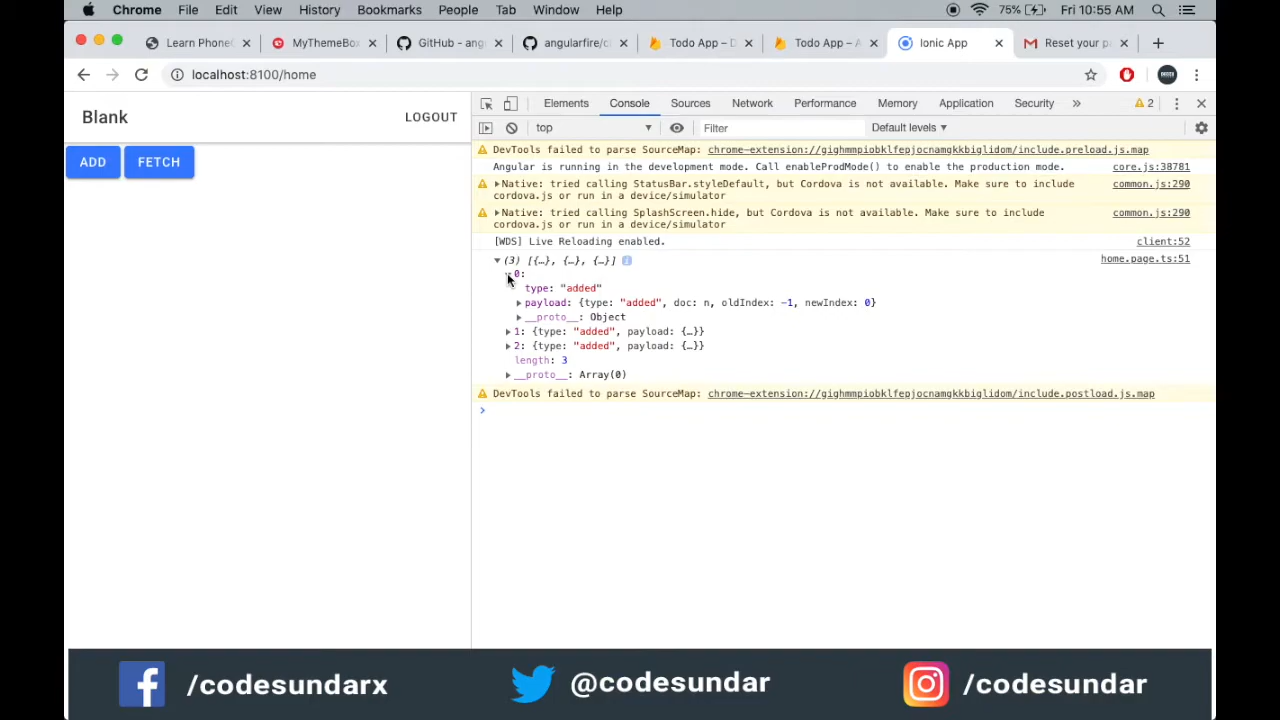 Chrome File Edit View History Bookmarks People Tab Window Help 75% Fri 10:55 AM
Learn Phone MyThemeBo GitHub - ang angularfire/c Todo App – Todo App – Ionic App Reset your
localhost:8100/home
Blank LOGOUT
ADD FETCH
Elements Console Sources Network Performance Memory Application Security » 2
top Filter Default levels
DevTools failed to parse SourceMap: chrome-extension://gighmmpiobklfepjocnamgkkbiglidom/include.preload.js.map
Angular is running in the development mode. Call enableProdMode() to enable the production mode. core.js:38781
Native: tried calling StatusBar.styleDefault, but Cordova is not available. Make sure to include common.js:290
cordova.js or run in a device/simulator
Native: tried calling SplashScreen.hide, but Cordova is not available. Make sure to include common.js:290
cordova.js or run in a device/simulator
[WDS] Live Reloading enabled. client:52
(3) [{…}, {…}, {…}] i home.page.ts:51
0:
type: "added"
payload: {type: "added", doc: n, oldIndex: -1, newIndex: 0}
__proto__: Object
1: {type: "added", payload: {…}}
2: {type: "added", payload: {…}}
length: 3
__proto__: Array(0)
DevTools failed to parse SourceMap: chrome-extension://gighmmpiobklfepjocnamgkkbiglidom/include.postload.js.map
/codesundarx @codesundar /codesundar